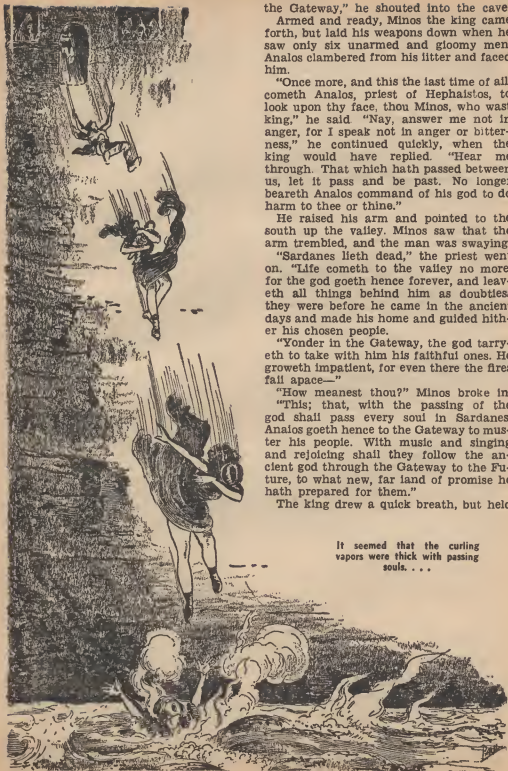 the Gateway," he shouted into the cave
Armed and ready, Minos the king came
forth, but laid his weapons down when he
saw only six unarmed and gloomy men
Analos clambered from his litter and faced
him.
"Once more, and this the last time of all
cometh Analos, priest of Hephaistos, to
look upon thy face, thou Minos, who wast
king," he said. "Nay, answer me not in
anger, for I speak not in anger or bitter-
ness," he continued quickly, when the
king would have replied. "Hear me
through. That which hath passed between
us, let it pass and be past. No longer
beareth Analos command of his god to do
harm to thee or thine."
He raised his arm and pointed to the
south up the valley. Minos saw that the
arm trembled, and the man was swaying
"Sardanes lieth dead," the priest went
on. "Life cometh to the valley no more
for the god goeth hence forever, and leav-
eth all things behind him as doubtless
they were before he came in the ancient
days and made his home and guided hith-
er his chosen people.
"Yonder in the Gateway, the god tarry-
eth to take with him his faithful ones. He
groweth impatient, for even there the fires
fail apace—"
"How meanest thou?" Minos broke in
"This; that, with the passing of the
god shall pass every soul in Sardanes
Analos goeth hence to the Gateway to mus-
ter his people. With music and singing
and rejoicing shall they follow the an-
cient god through the Gateway to the Fu-
ture, to what new, far land of promise he
hath prepared for them."
The king drew a quick breath, but held
It seemed that the curling
vapors were thick with passing
souls. . . .